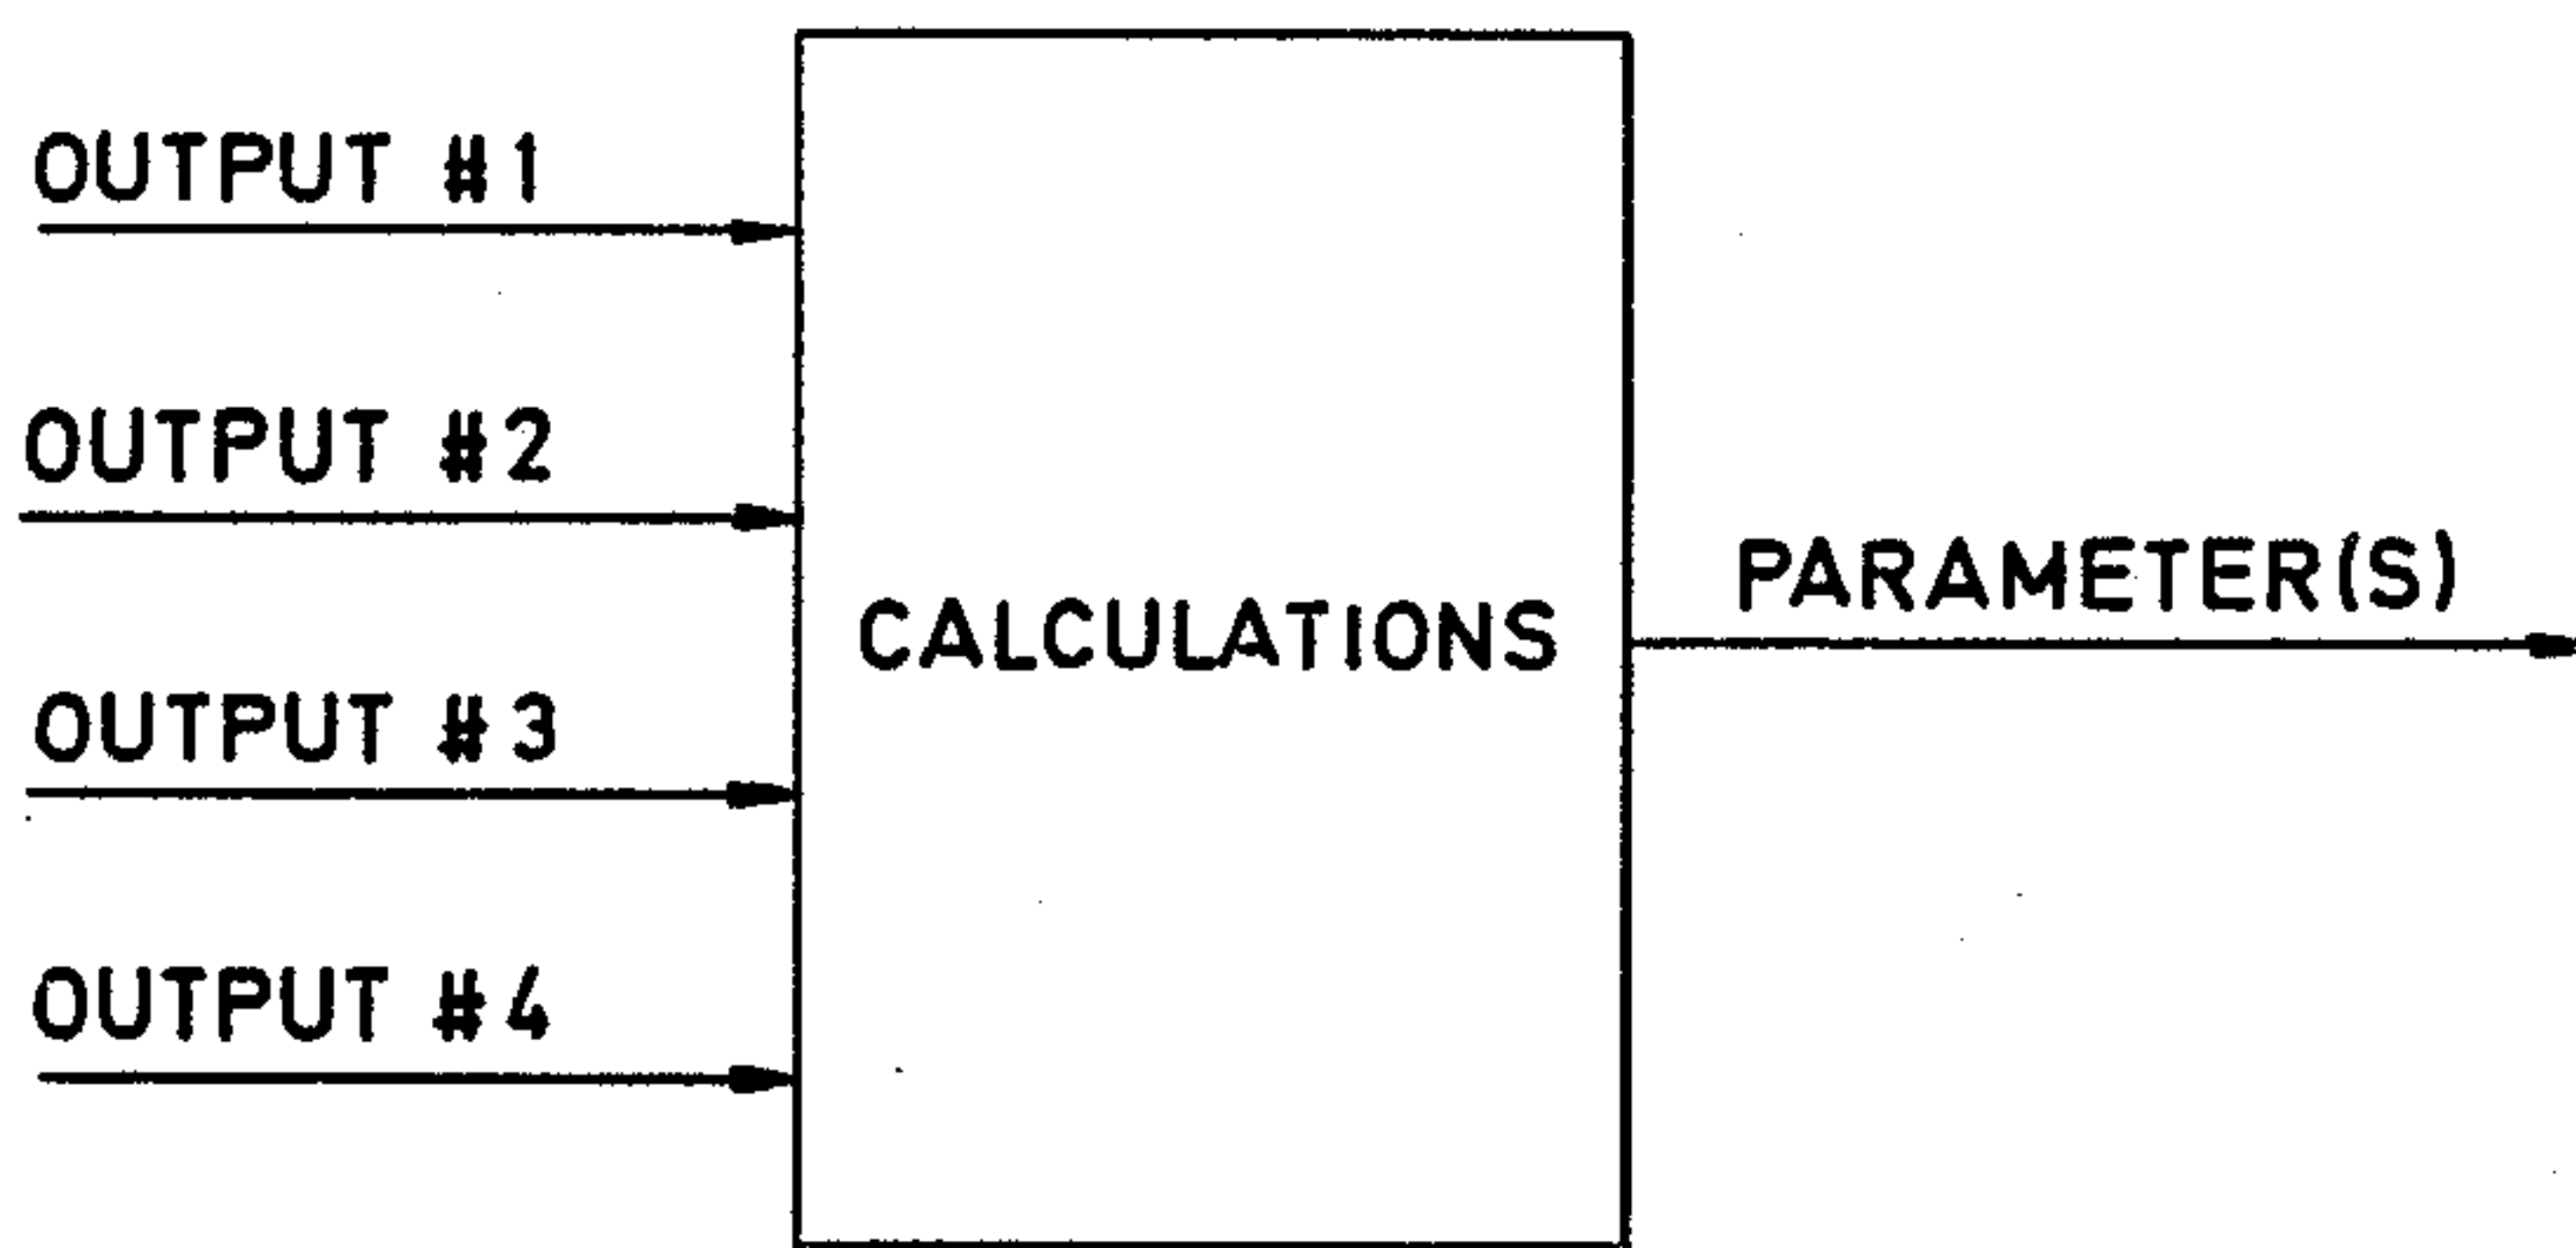 OUTPUT #1
OUTPUT #2
OUTPUT #3
OUTPUT #4
CALCULATIONS
PARAMETER(S)